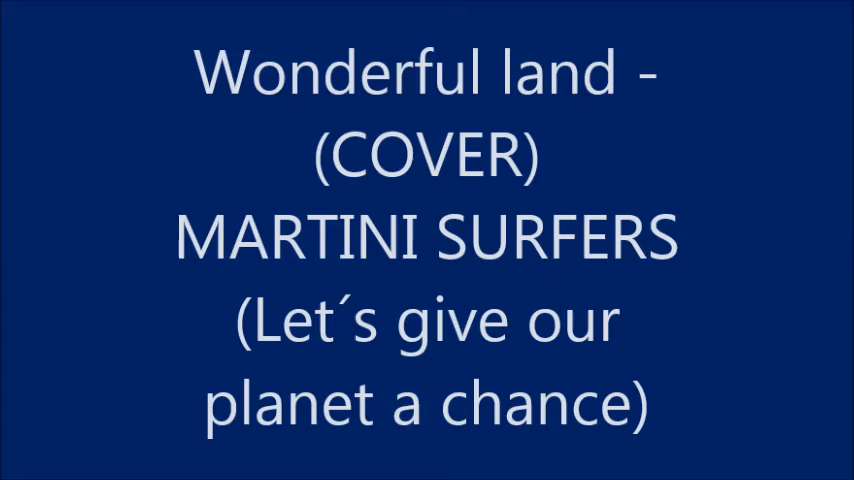 Wonderful land -
(COVER)
MARTINI SURFERS
(Let´s give our
planet a chance)